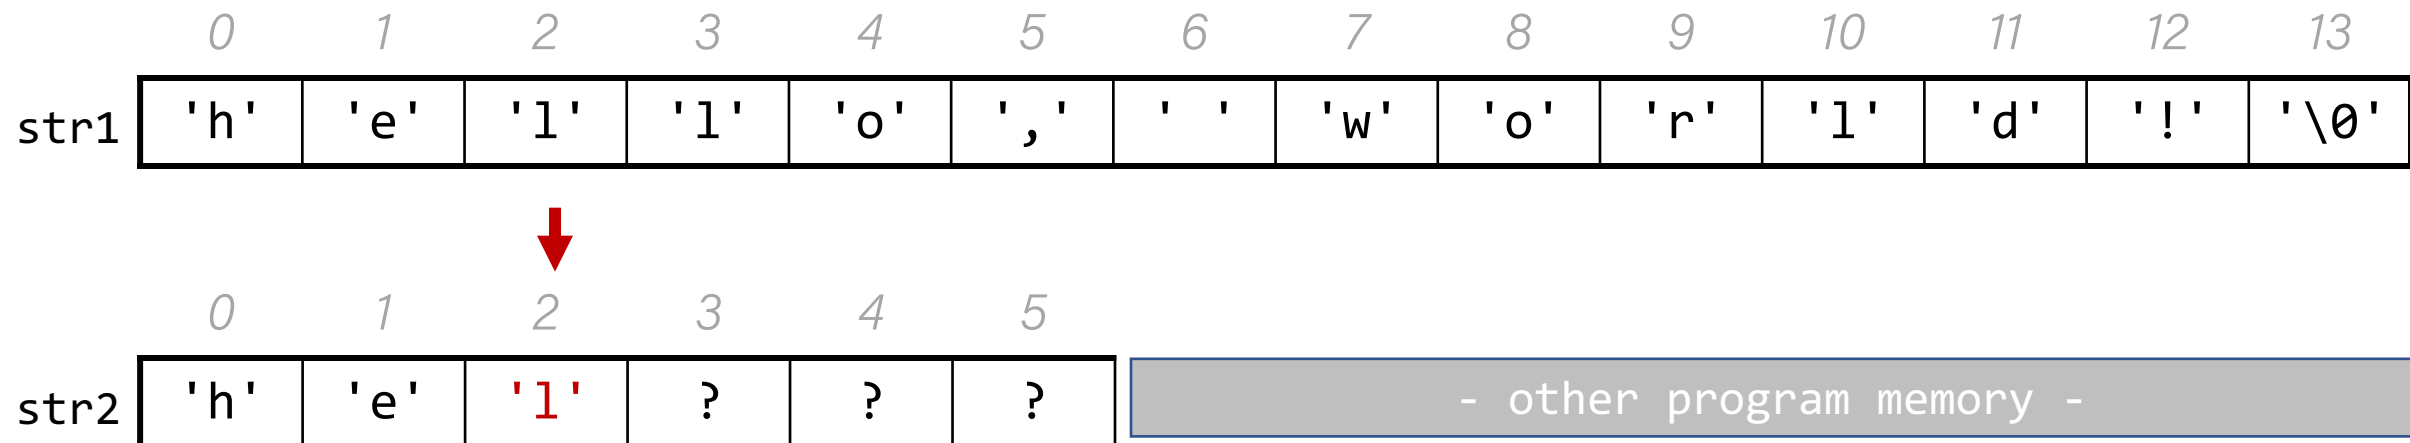 0 1 2 3 4 5 6 7 8 9 10 11 12 13
str1 'h' 'e' 'l' 'l' 'o' ',' ' ' 'w' 'o' 'r' 'l' 'd' '!' '\0'
0 1 2 3 4 5
str2 'h' 'e' 'l' ? ? ? - other program memory -